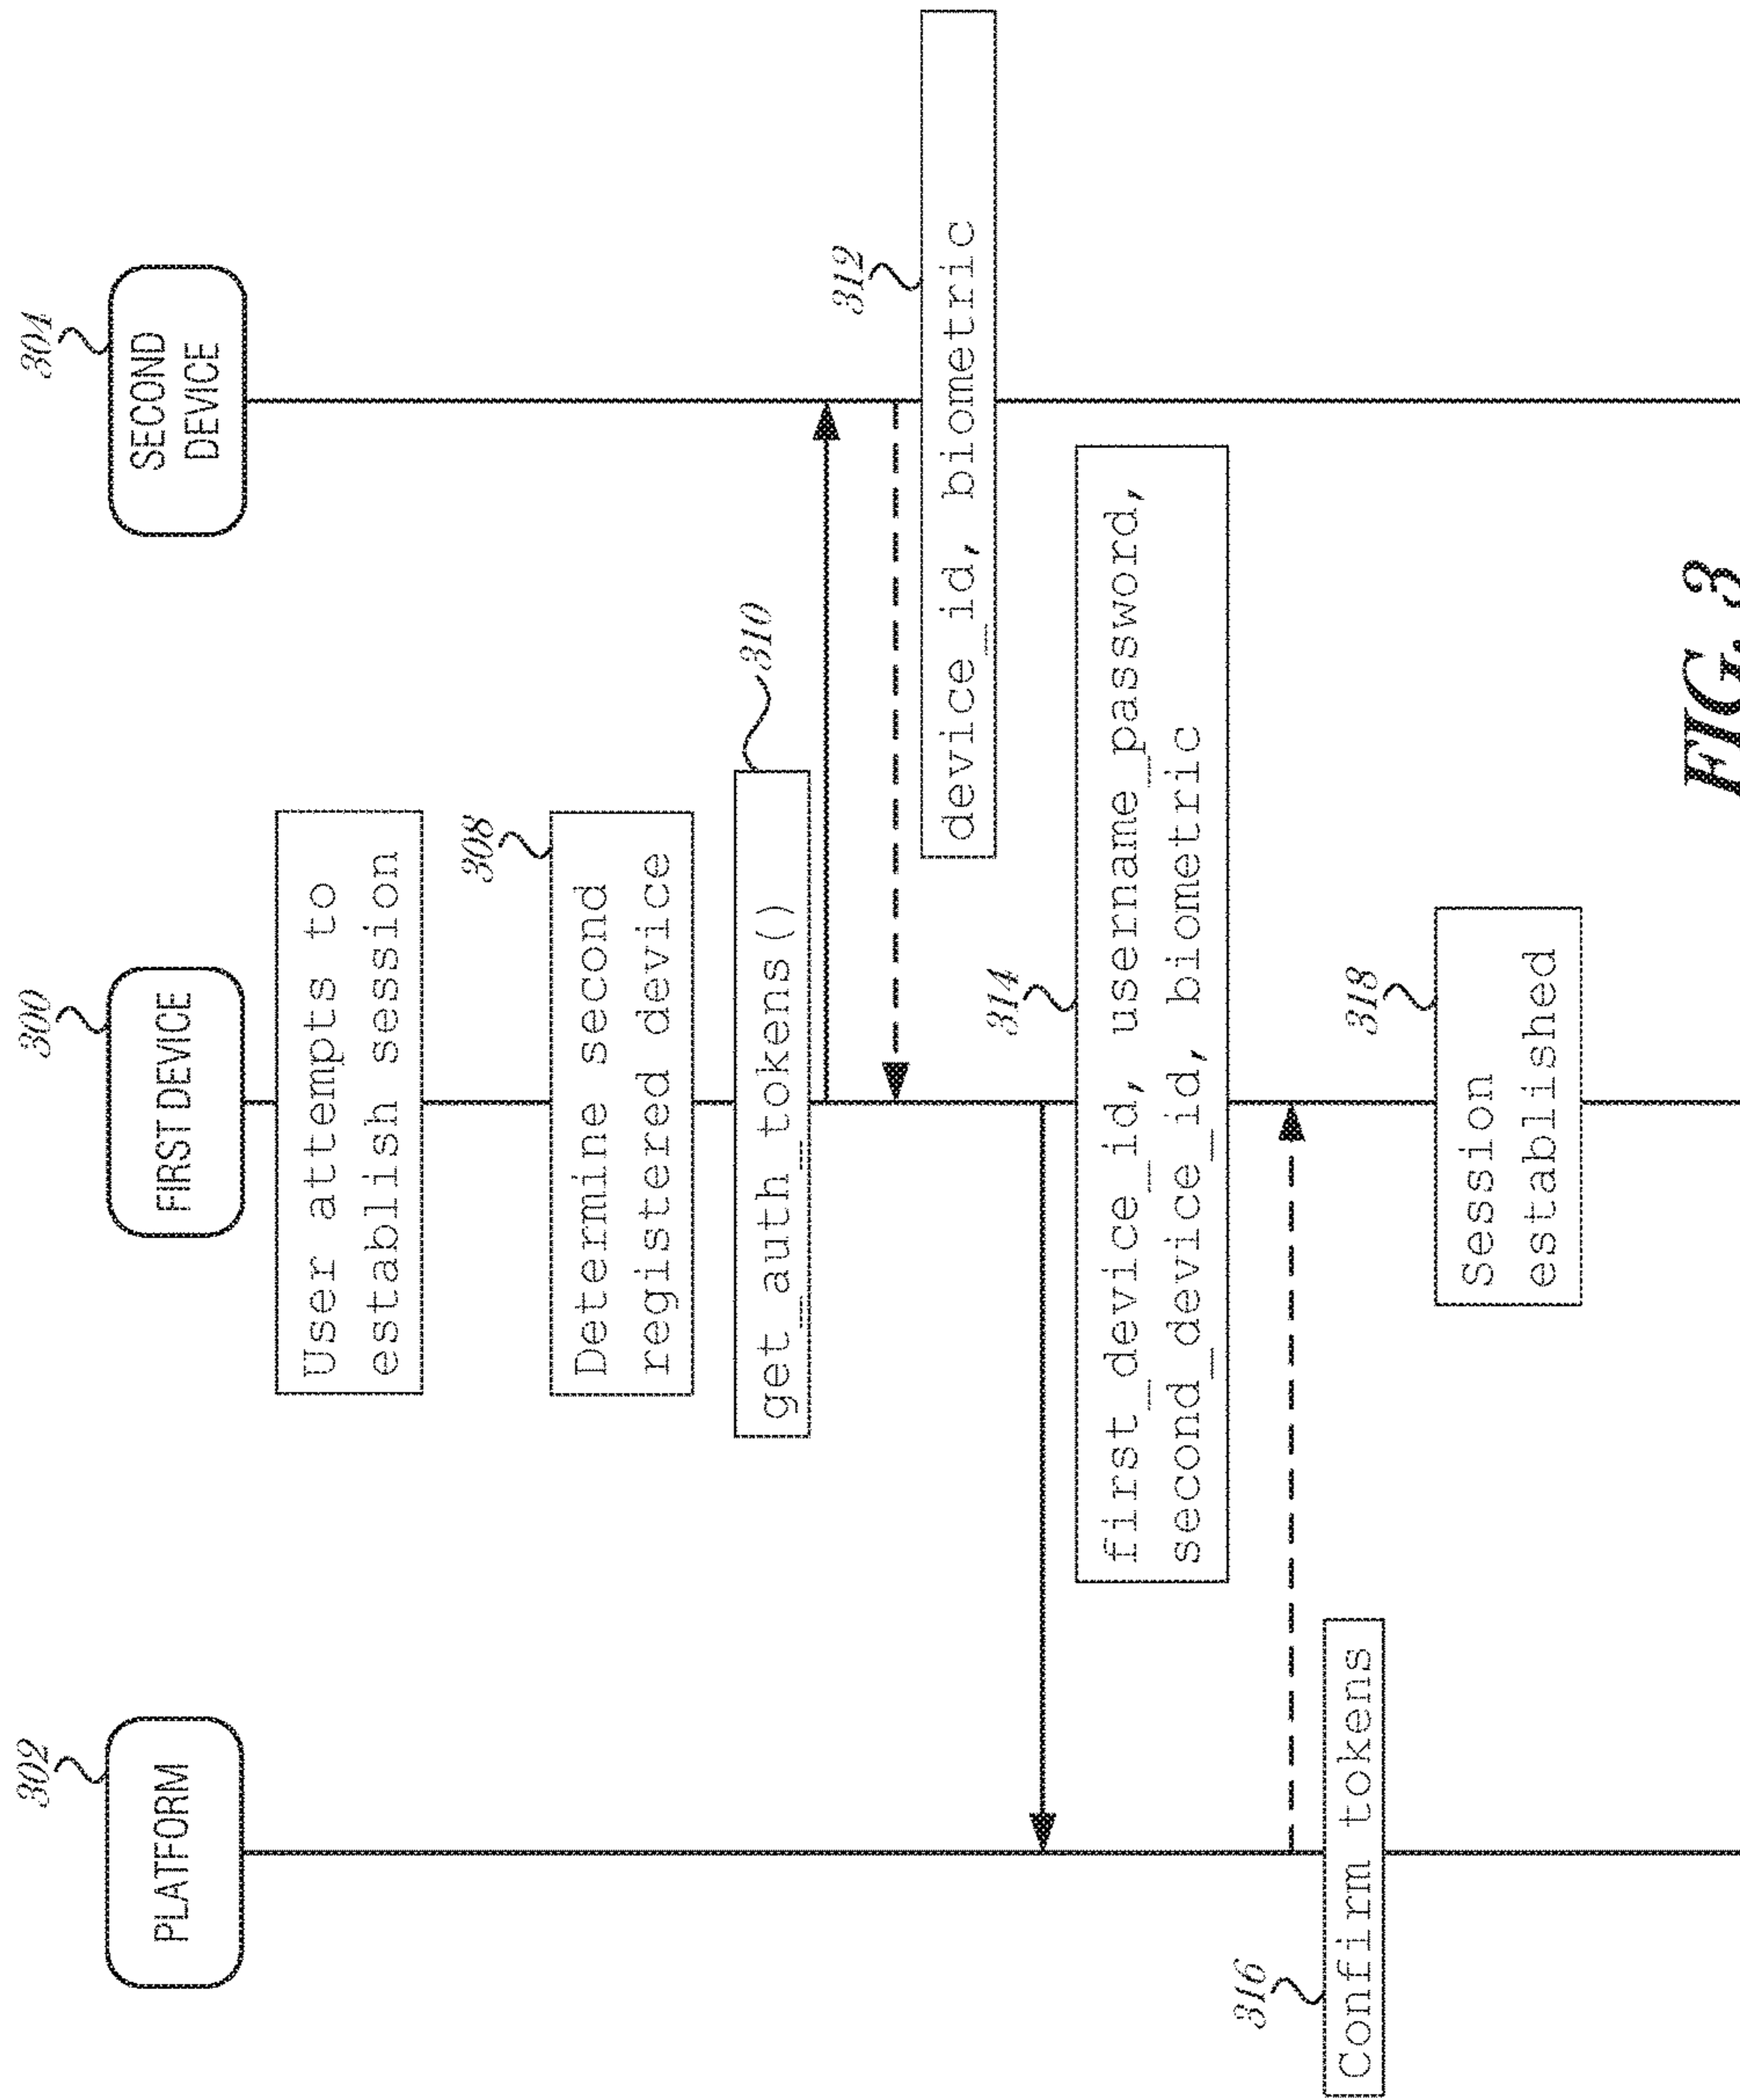 302
PLATFORM
300
FIRST DEVICE
304
SECOND
DEVICE
User attempts to
establish session
308
Determine second
registered device
get_auth_tokens()
310
312
device_id, biometric
314
first_device_id, username_password,
second_device_id, biometric
316
Confirm tokens
318
Session
established
FIG. 3